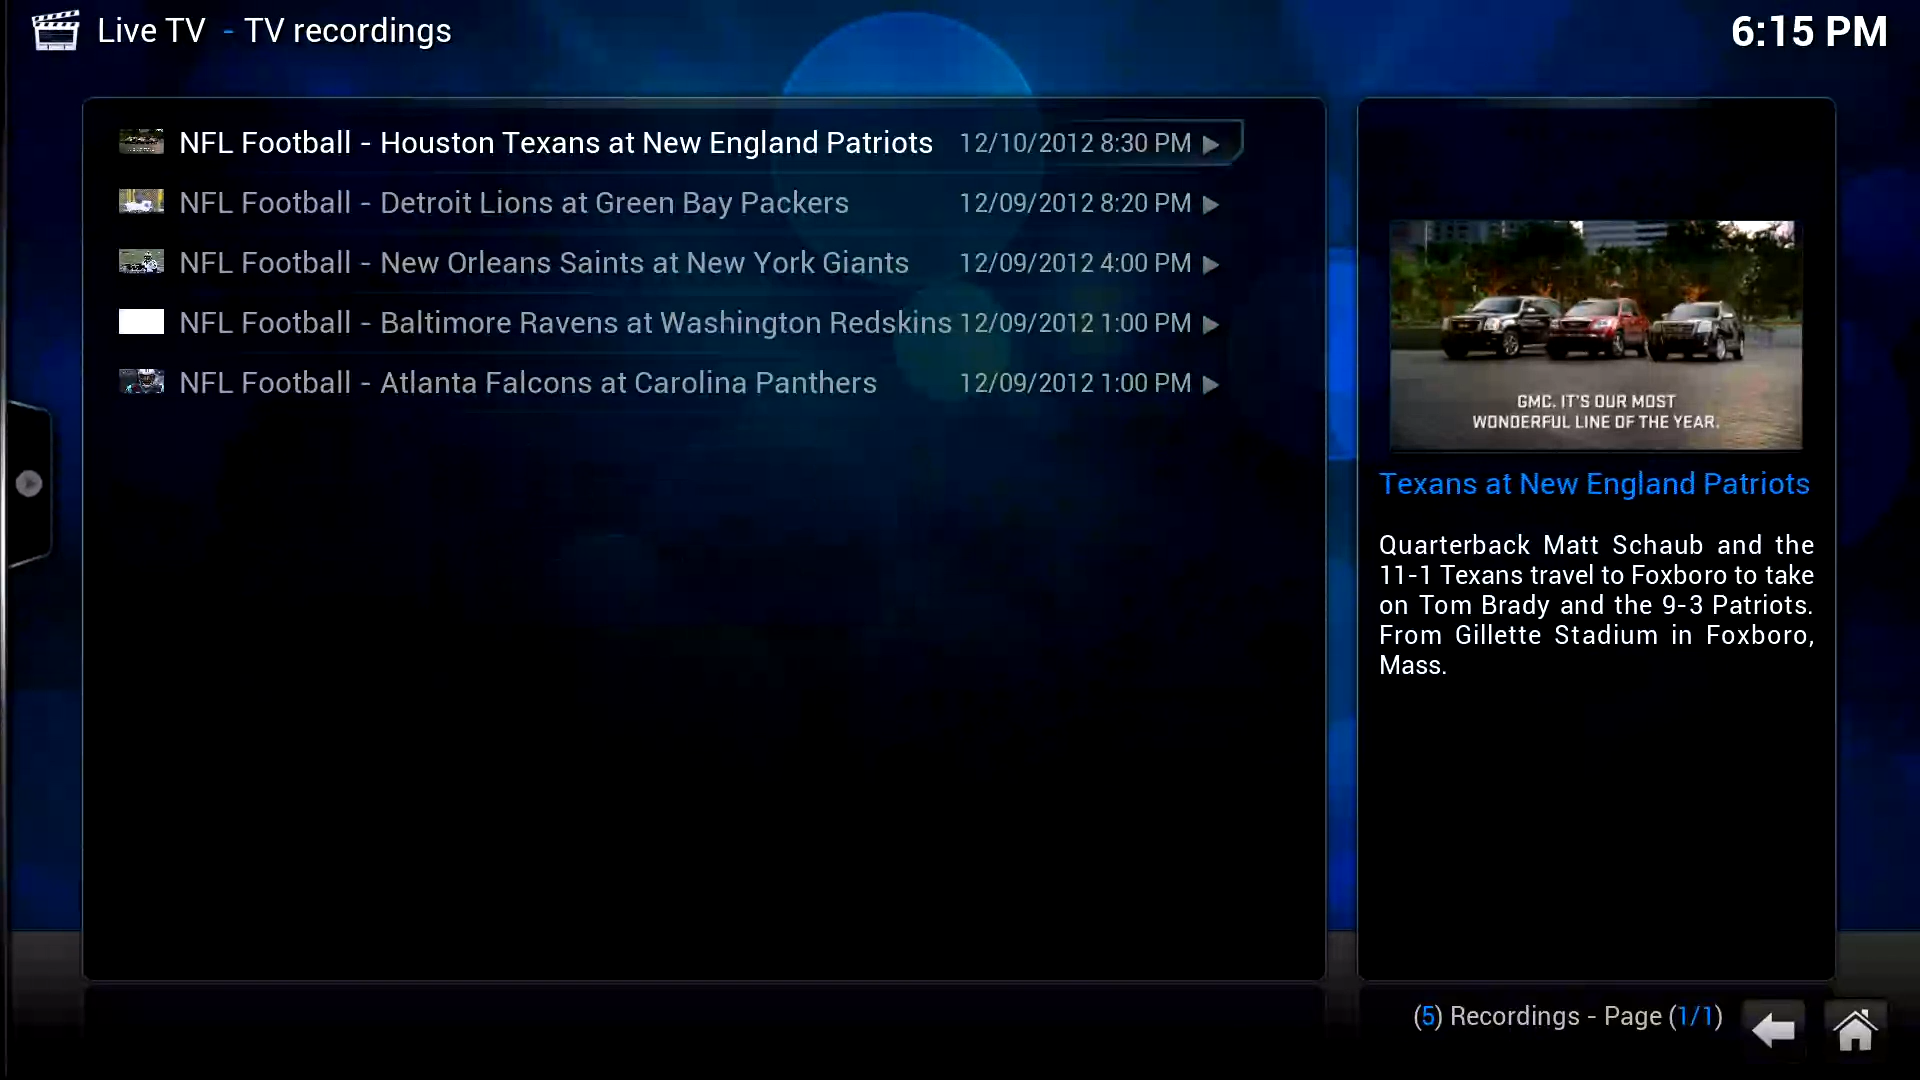 Live TV - TV recordings
6:15 PM
NFL Football - Houston Texans at New England Patriots 12/10/2012 8:30 PM
NFL Football - Detroit Lions at Green Bay Packers 12/09/2012 8:20 PM
NFL Football - New Orleans Saints at New York Giants 12/09/2012 4:00 PM
NFL Football - Baltimore Ravens at Washington Redskins 12/09/2012 1:00 PM
NFL Football - Atlanta Falcons at Carolina Panthers 12/09/2012 1:00 PM
GMC. IT'S OUR MOST
WONDERFUL LINE OF THE YEAR.
Texans at New England Patriots
Quarterback Matt Schaub and the
11-1 Texans travel to Foxboro to take
on Tom Brady and the 9-3 Patriots.
From Gillette Stadium in Foxboro,
Mass.
(5) Recordings - Page (1/1)